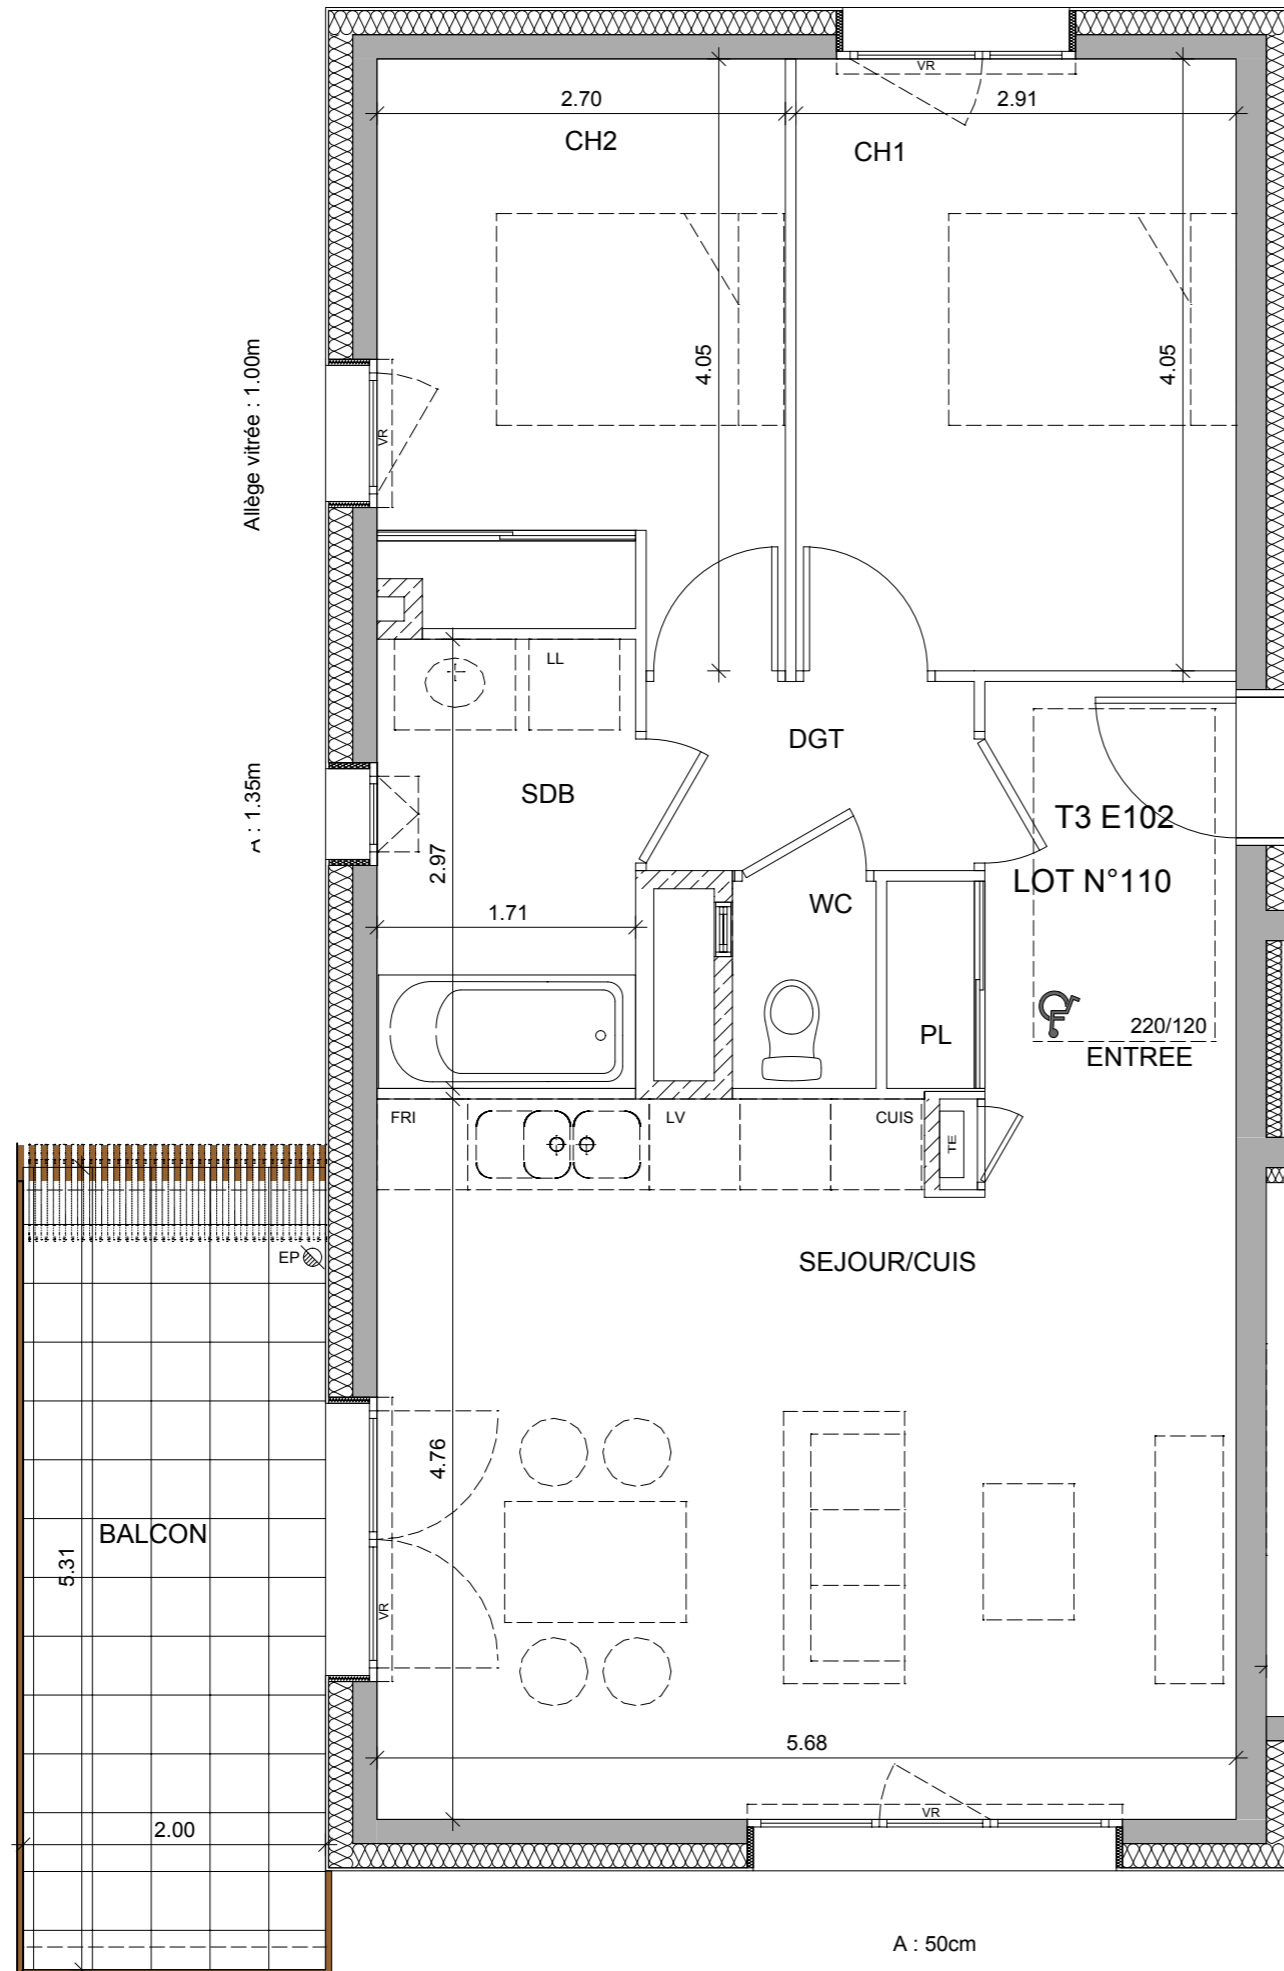 VR
2.70
2.91
CH2
CH1
4.05
4.05
Allège vitrée : 1.00m
VR
LL
DGT
A : 1.35m
SDB
T3 E102
2.97
LOT N°110
WC
1.71
PL
220/120
ENTREE
FRI
LV
CUIS
TE
EP
SEJOUR/CUIS
4.76
BALCON
5.31
VR
5.68
VR
2.00
A : 50cm